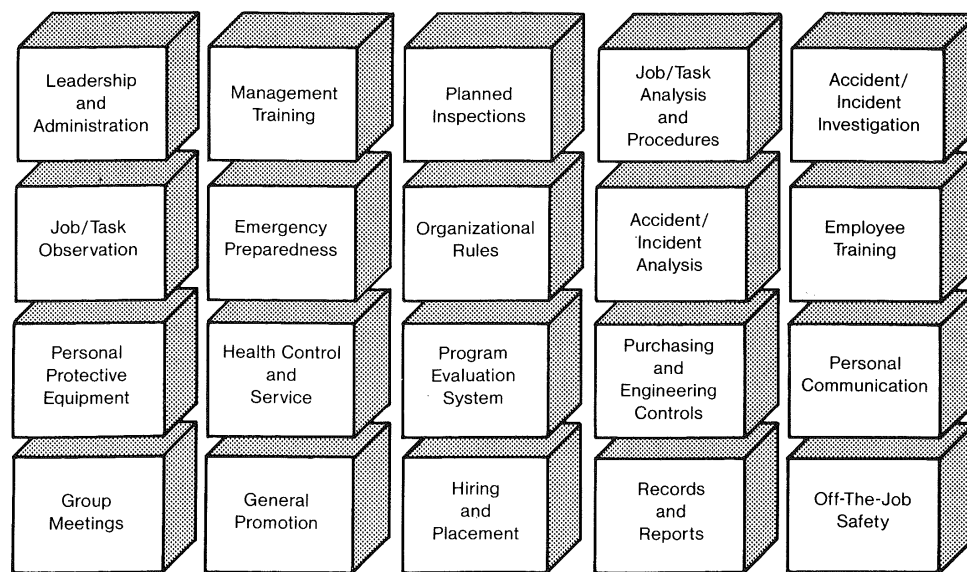 Leadership
and
Administration
Management
Training
Planned
Inspections
Job/Task
Analysis
and
Procedures
Accident/
Incident
Investigation
Job/Task
Observation
Emergency
Preparedness
Organizational
Rules
Accident/
Incident
Analysis
Employee
Training
Personal
Protective
Equipment
Health Control
and
Service
Program
Evaluation
System
Purchasing
and
Engineering
Controls
Personal
Communication
Group
Meetings
General
Promotion
Hiring
and
Placement
Records
and
Reports
Off-The-Job
Safety